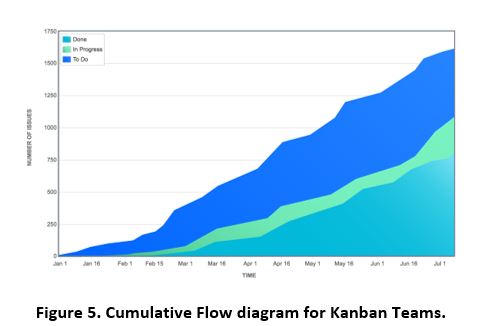 1750
Done
In Progress
To Do
1500
1250
1000
750
500
250
0
NUMBER OF ISSUES
Jan 1 Jan 16 Feb 1 Feb 15 Mar 1 Mar 16 Apr 1 Apr 16 May 1 May 16 Jun 1 Jun 16 Jul 1
TIME
Figure 5. Cumulative Flow diagram for Kanban Teams.